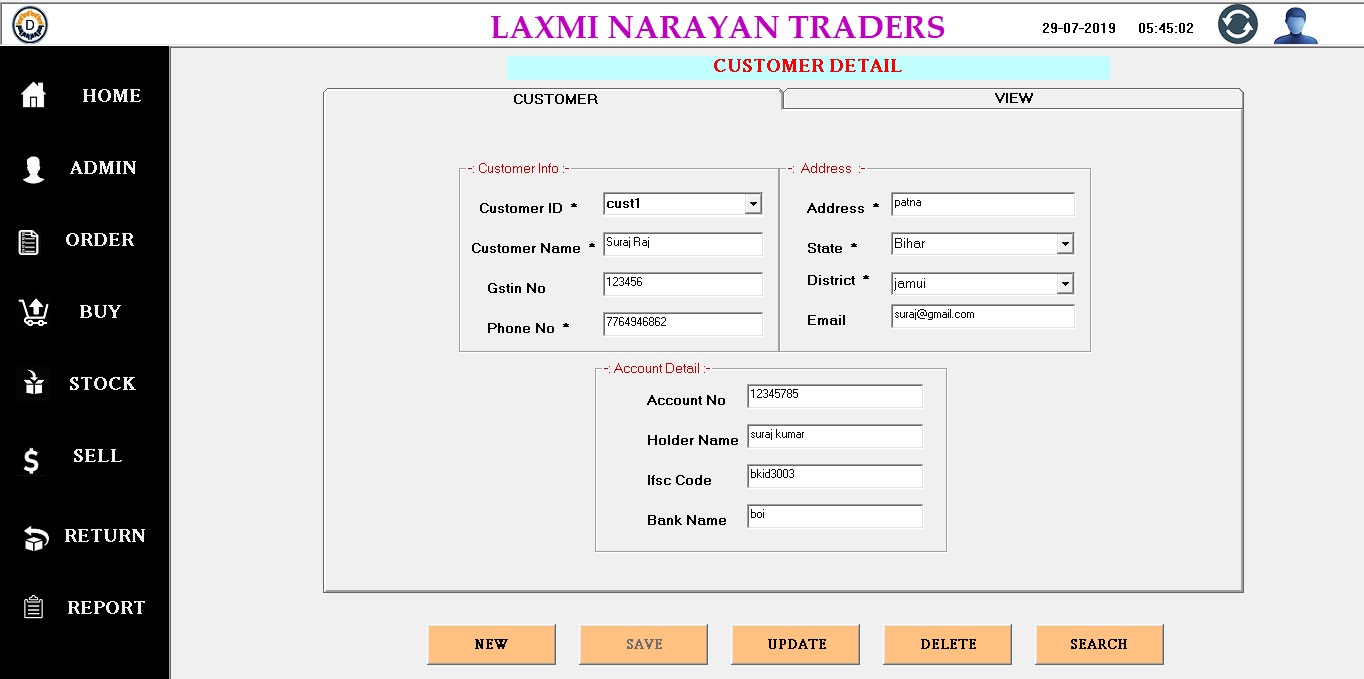 D
LAXMI NARAYAN TRADERS
29-07-2019 05:45:02
HOME
ADMIN
ORDER
BUY
STOCK
SELL
RETURN
REPORT
CUSTOMER DETAIL
CUSTOMER VIEW
-: Customer Info :-
Customer ID * cust1
Customer Name * Suraj Raj
Gstin No 123456
Phone No * 7764946862
-: Address :-
Address * patna
State * Bihar
District * jamui
Email suraj@gmail.com
-: Account Detail :-
Account No 12345785
Holder Name suraj kumar
Ifsc Code bkid3003
Bank Name boi
NEW SAVE UPDATE DELETE SEARCH